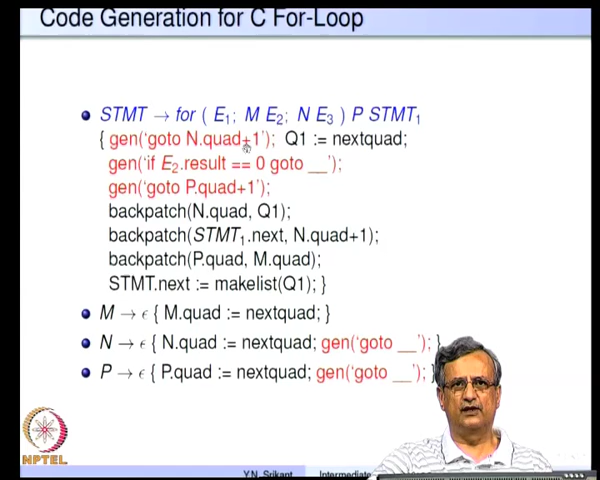 Code Generation for C For-Loop
STMT → for ( E₁; M E₂; N E₃ ) P STMT₁
{ gen(‘goto N.quad+1’); Q1 := nextquad;
gen(‘if E₂.result == 0 goto __’);
gen(‘goto P.quad+1’);
backpatch(N.quad, Q1);
backpatch(STMT₁.next, N.quad+1);
backpatch(P.quad, M.quad);
STMT.next := makelist(Q1); }
M → ϵ { M.quad := nextquad; }
N → ϵ { N.quad := nextquad; gen(‘goto __’); }
P → ϵ { P.quad := nextquad; gen(‘goto __’); }
NPTEL
Y.N. Srikant Intermediate